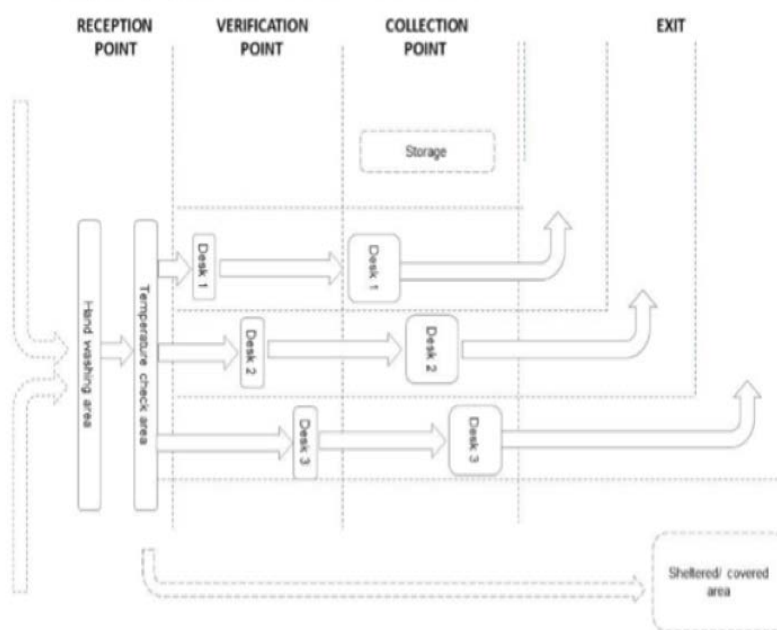 RECEPTION
POINT
VERIFICATION
POINT
COLLECTION
POINT
EXIT
Storage
Hand washing area
Temperature check area
Desk 1
Desk 1
Desk 2
Desk 2
Desk 3
Desk 3
Sheltered/ covered
area